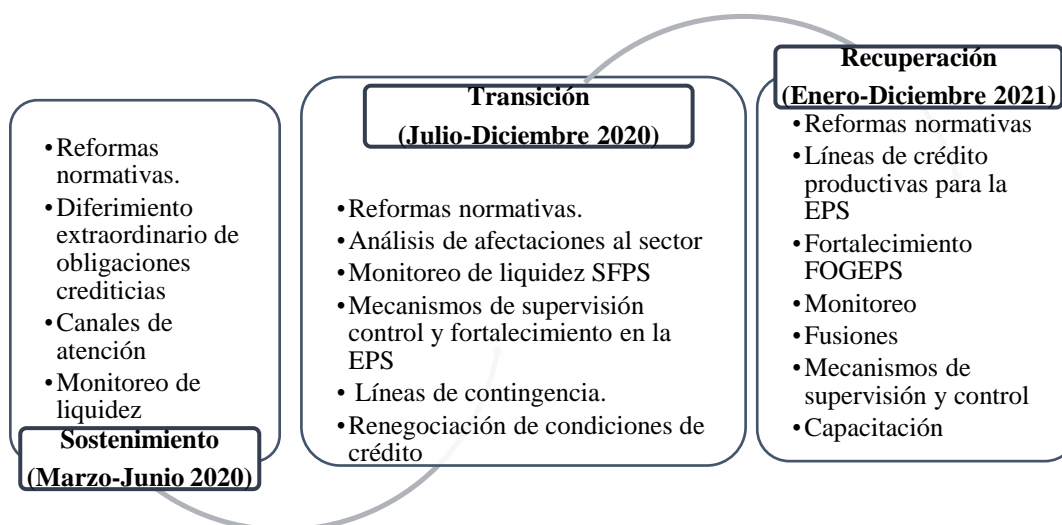 •Reformas
normativas.
•Diferimiento
extraordinario de
obligaciones
crediticias
•Canales de
atención
•Monitoreo de
liquidez
Sostenimiento
(Marzo-Junio 2020)
Transición
(Julio-Diciembre 2020)
•Reformas normativas.
•Análisis de afectaciones al sector
•Monitoreo de liquidez SFPS
•Mecanismos de supervisión
control y fortalecimiento en la
EPS
• Líneas de contingencia.
•Renegociación de condiciones de
crédito
Recuperación
(Enero-Diciembre 2021)
•Reformas normativas
•Líneas de crédito
productivas para la
EPS
•Fortalecimiento
FOGEPS
•Monitoreo
•Fusiones
•Mecanismos de
supervisión y control
•Capacitación